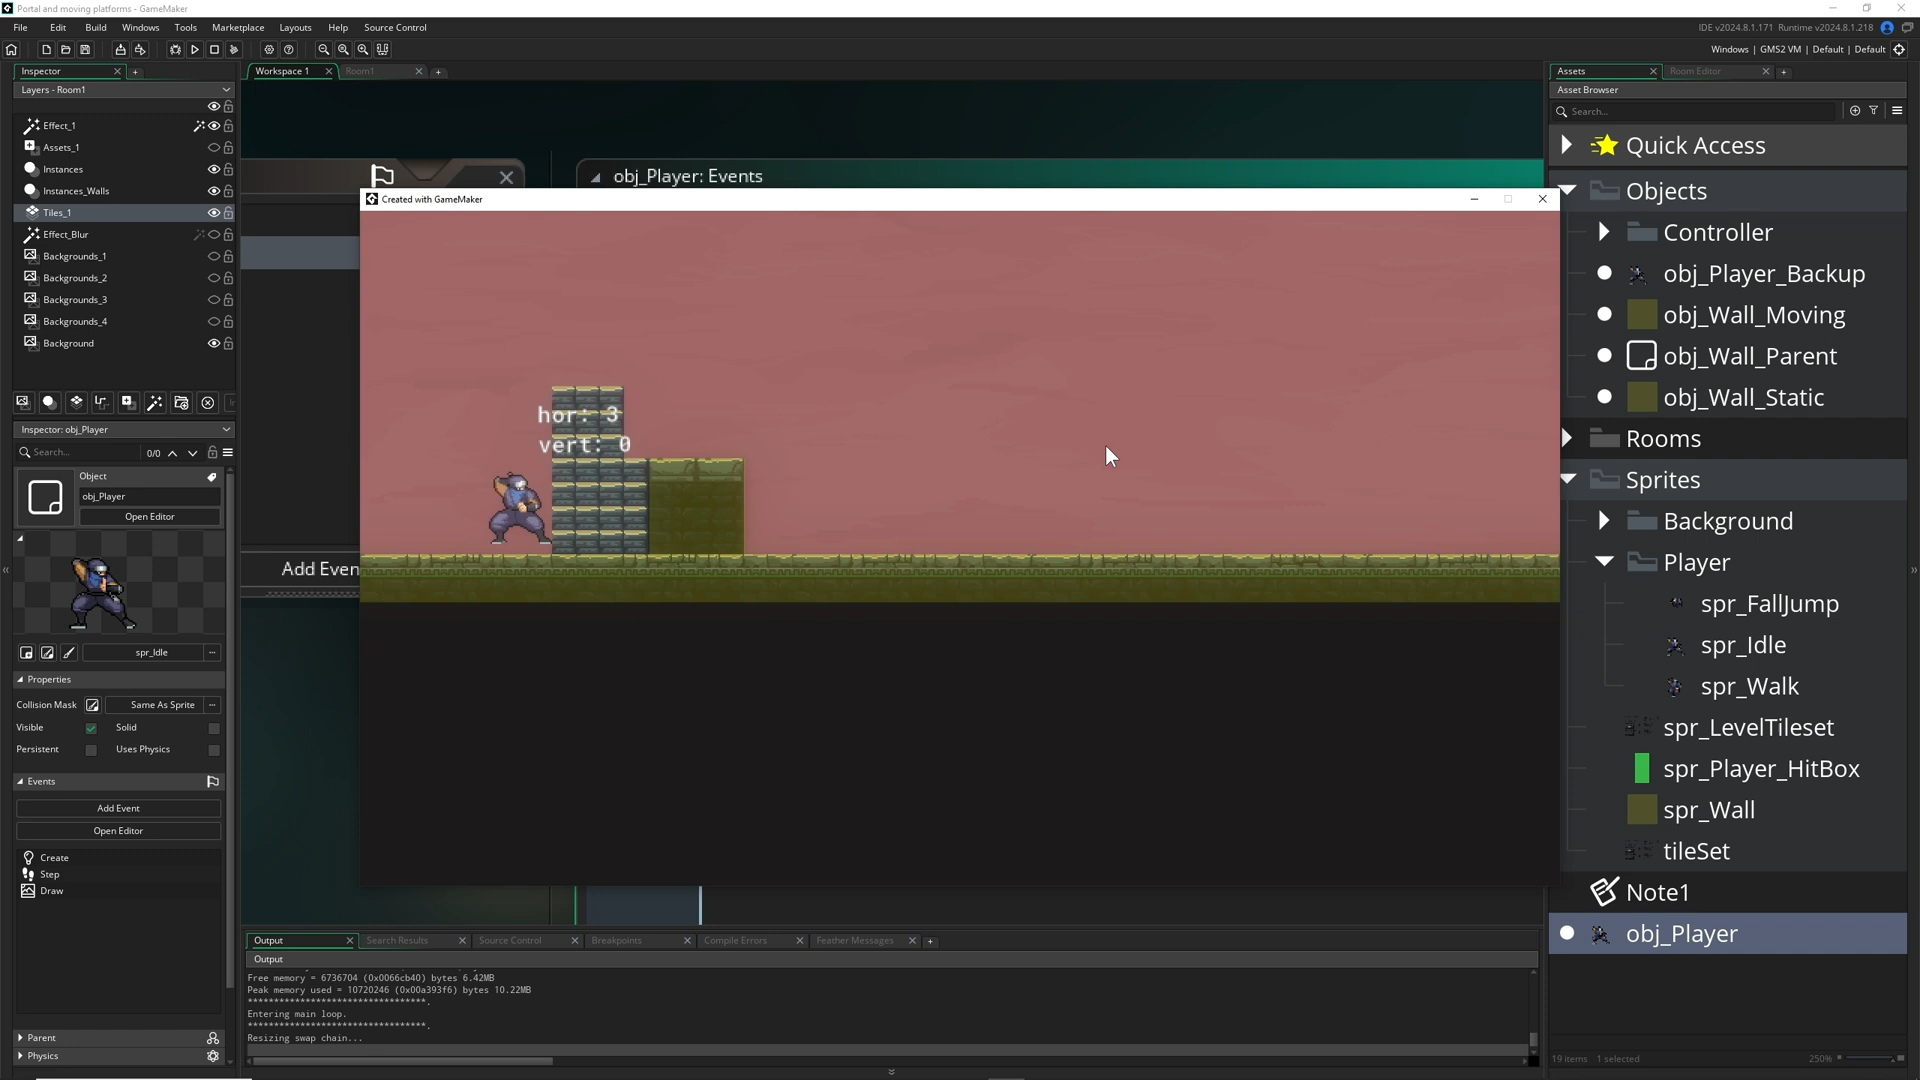 Portal and moving platforms - GameMaker
File Edit Build Windows Tools Marketplace Layouts Help Source Control
IDE v2024.8.1.171 Runtime v2024.8.1.218
Windows | GMS2 VM | Default | Default
Inspector
Layers - Room1
Effect_1
Assets_1
Instances
Instances_Walls
Tiles_1
Effect_Blur
Backgrounds_1
Backgrounds_2
Backgrounds_3
Backgrounds_4
Background
Inspector: obj_Player
Search... 0/0
Object
obj_Player
Open Editor
spr_Idle
Properties
Collision Mask Same As Sprite
Visible Solid
Persistent Uses Physics
Events
Add Event
Open Editor
Create
Step
Draw
Parent
Physics
Workspace 1 Room1
obj_Player: Events
Add Even
Created with GameMaker
hor: 3
vert: 0
Output Search Results Source Control Breakpoints Compile Errors Feather Messages
Output
Free memory = 6736704 (0x0066cb40) bytes 6.42MB
Peak memory used = 10720246 (0x00a393f6) bytes 10.22MB
**********************************.
Entering main loop.
**********************************.
Resizing swap chain...
Assets Room Editor
Asset Browser
Search...
Quick Access
Objects
Controller
obj_Player_Backup
obj_Wall_Moving
obj_Wall_Parent
obj_Wall_Static
Rooms
Sprites
Background
Player
spr_FallJump
spr_Idle
spr_Walk
spr_LevelTileset
spr_Player_HitBox
spr_Wall
tileSet
Note1
obj_Player
19 items 1 selected 250%